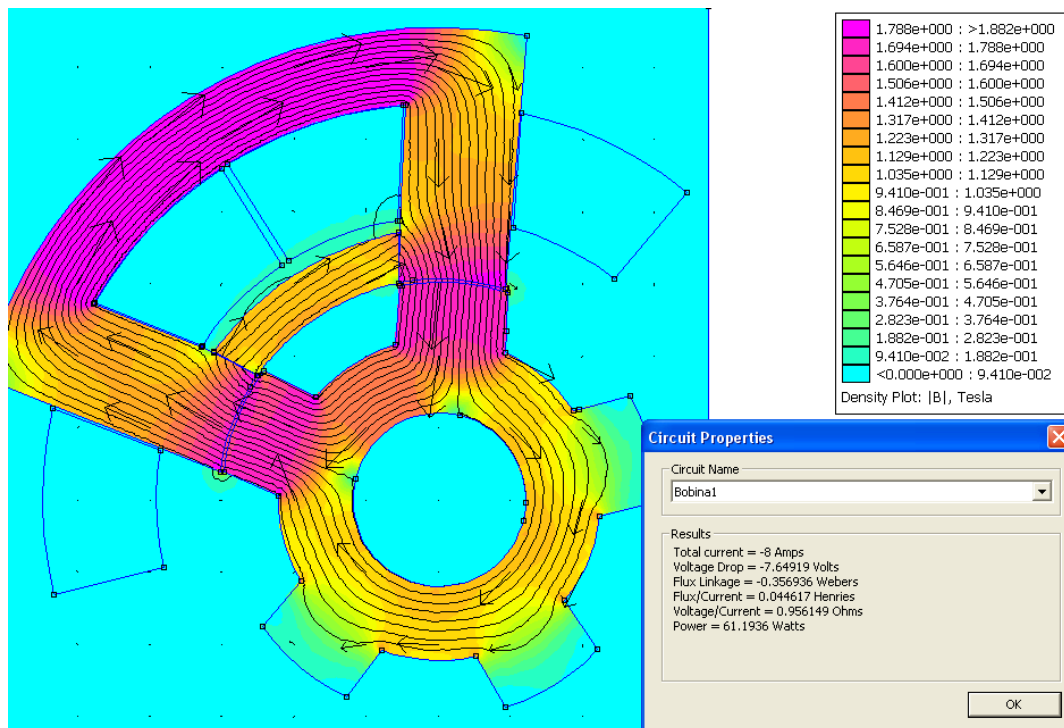 1.788e+000 : >1.882e+000
1.694e+000 : 1.788e+000
1.600e+000 : 1.694e+000
1.506e+000 : 1.600e+000
1.412e+000 : 1.506e+000
1.317e+000 : 1.412e+000
1.223e+000 : 1.317e+000
1.129e+000 : 1.223e+000
1.035e+000 : 1.129e+000
9.410e-001 : 1.035e+000
8.469e-001 : 9.410e-001
7.528e-001 : 8.469e-001
6.587e-001 : 7.528e-001
5.646e-001 : 6.587e-001
4.705e-001 : 5.646e-001
3.764e-001 : 4.705e-001
2.823e-001 : 3.764e-001
1.882e-001 : 2.823e-001
9.410e-002 : 1.882e-001
<0.000e+000 : 9.410e-002
Density Plot: |B|, Tesla
Circuit Properties
Circuit Name
Bobina1
Results
Total current = -8 Amps
Voltage Drop = -7.64919 Volts
Flux Linkage = -0.356936 Webers
Flux/Current = 0.044617 Henries
Voltage/Current = 0.956149 Ohms
Power = 61.1936 Watts
OK